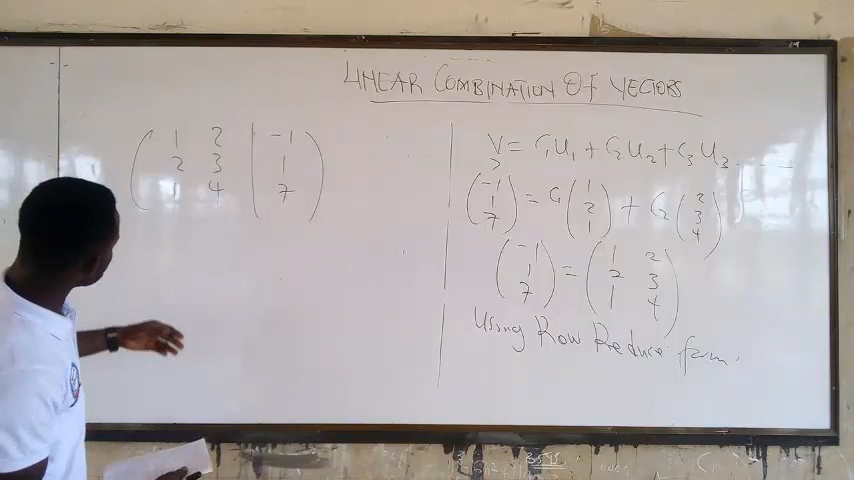 LINEAR COMBINATION OF VECTORS
1 2 | -1
2 3 | 1
1 4 | 7
V = C1U1 + C2U2 + C3U3 ......
(-1 1 7) = C1 (1 2 1) + C2 (2 3 4)
(-1 1 7) = (1 2 2 3 1 4)
Using Row Reduce form.